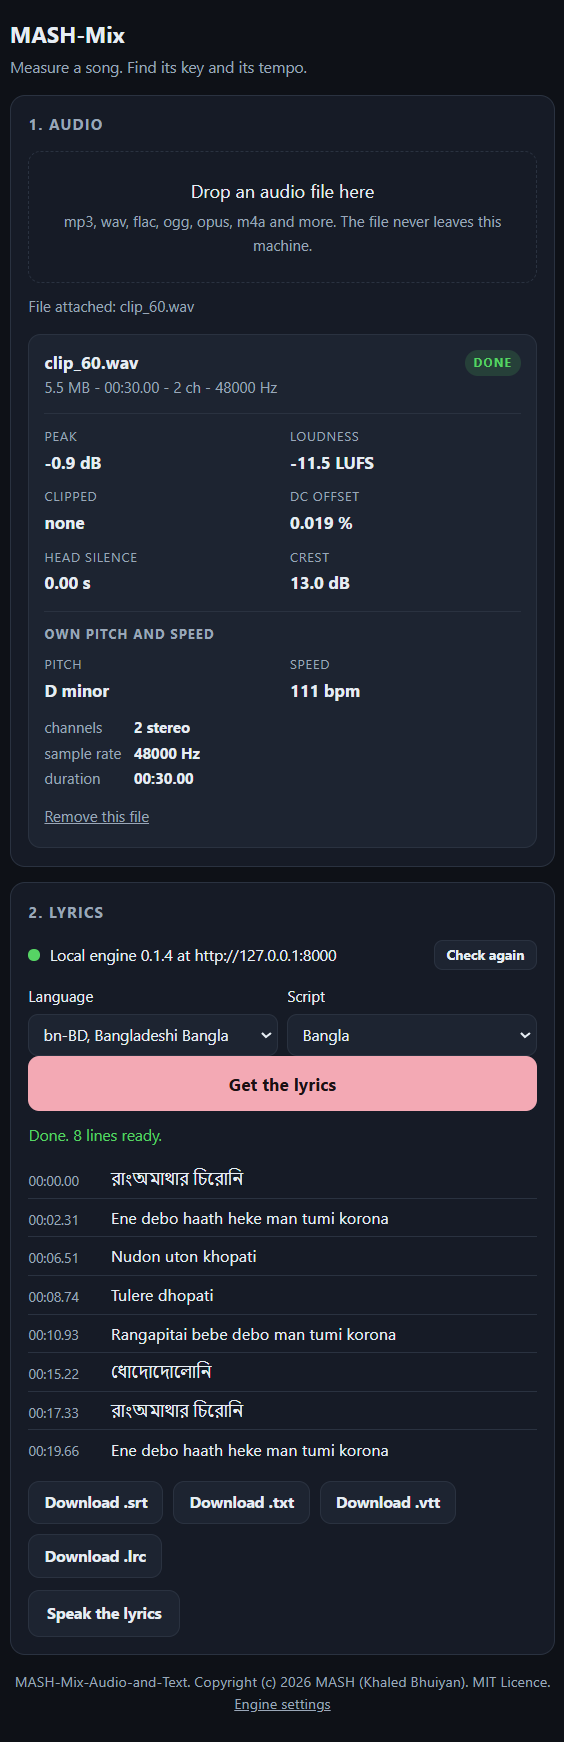 MASH-Mix
Measure a song. Find its key and its tempo.
1. AUDIO
Drop an audio file here
mp3, wav, flac, ogg, opus, m4a and more. The file never leaves this
machine.
File attached: clip_60.wav
clip_60.wav
DONE
5.5 MB - 00:30.00 - 2 ch - 48000 Hz
PEAK
LOUDNESS
-0.9 dB
-11.5 LUFS
CLIPPED
DC OFFSET
none
0.019 %
HEAD SILENCE
CREST
0.00 s
13.0 dB
OWN PITCH AND SPEED
PITCH
SPEED
D minor
111 bpm
channels 2 stereo
sample rate 48000 Hz
duration 00:30.00
Remove this file
2. LYRICS
Local engine 0.1.4 at http://127.0.0.1:8000
Check again
Language
Script
bn-BD, Bangladeshi Bangla
Bangla
Get the lyrics
Done. 8 lines ready.
00:00.00 রাংঅমাথার চিরোনি
00:02.31 Ene debo haath heke man tumi korona
00:06.51 Nudon uton khopati
00:08.74 Tulere dhopati
00:10.93 Rangapitai bebe debo man tumi korona
00:15.22 ধোদোদোলোনি
00:17.33 রাংঅমাথার চিরোনি
00:19.66 Ene debo haath heke man tumi korona
Download .srt
Download .txt
Download .vtt
Download .lrc
Speak the lyrics
MASH-Mix-Audio-and-Text. Copyright (c) 2026 MASH (Khaled Bhuiyan). MIT Licence.
Engine settings